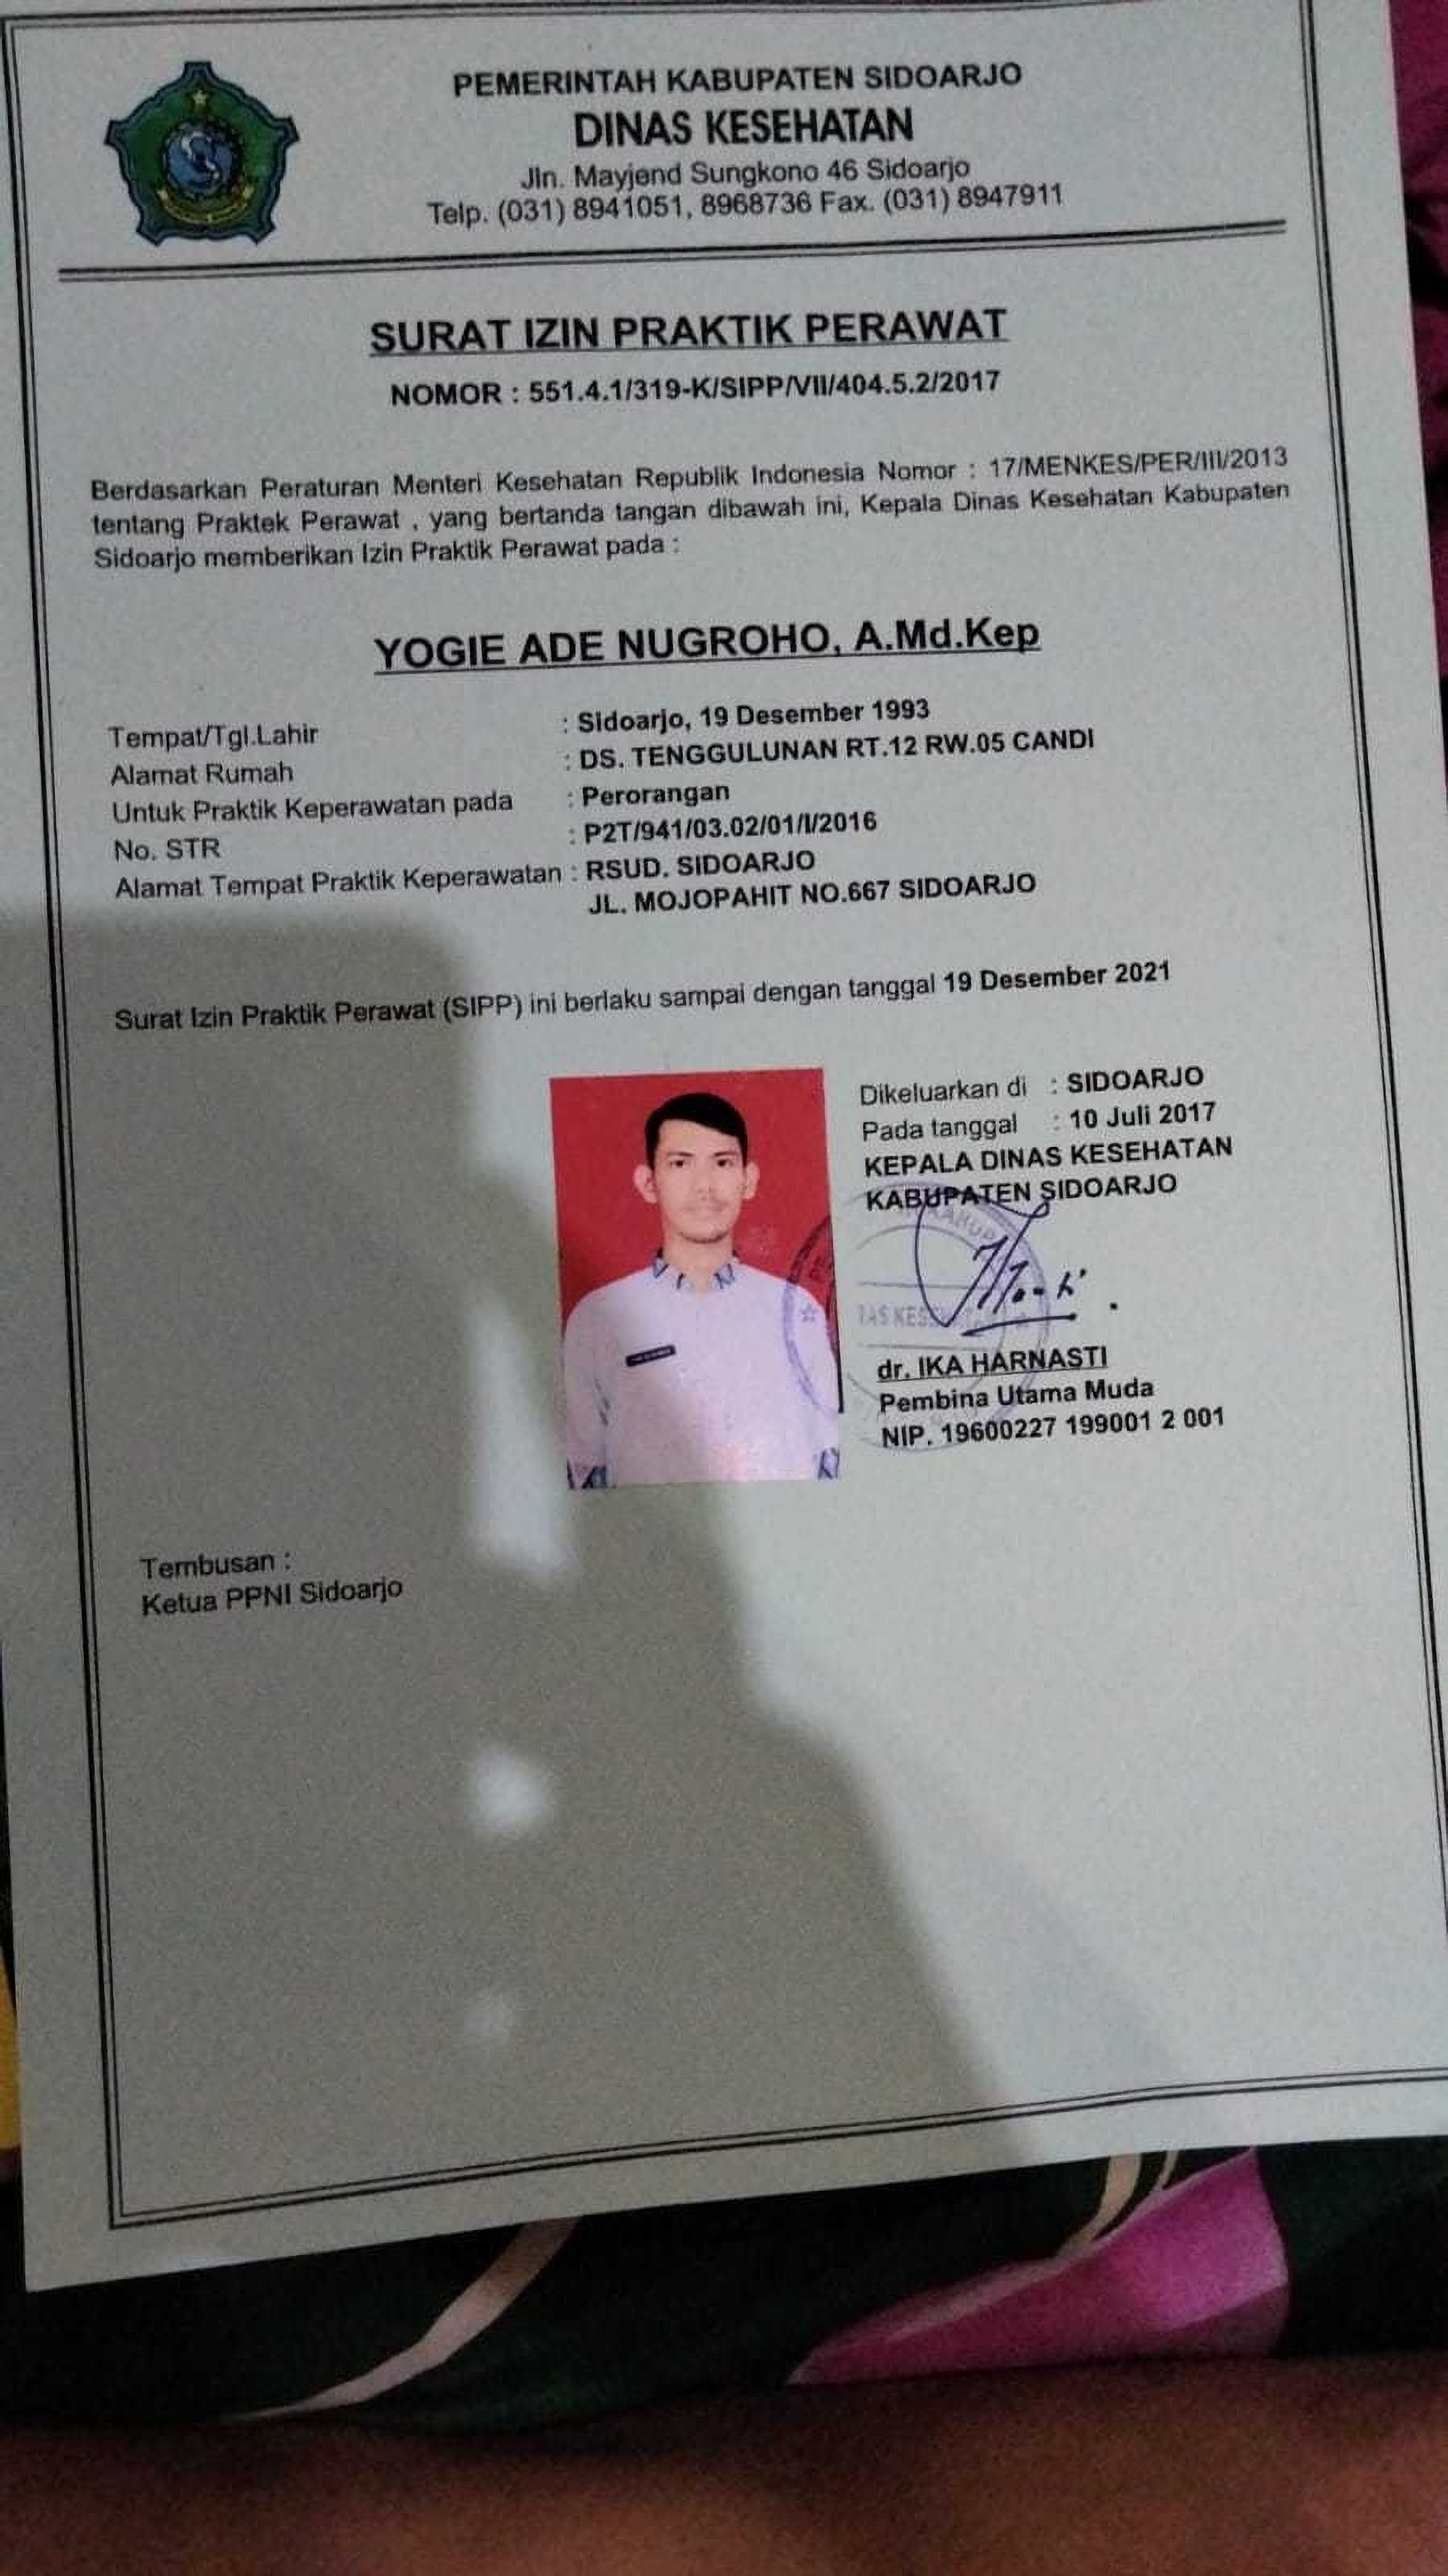 PEMERINTAH KABUPATEN SIDOARJO
DINAS KESEHATAN
Jln. Mayjend Sungkono 46 Sidoarjo
Telp. (031) 8941051, 8968736 Fax. (031) 8947911
SURAT IZIN PRAKTIK PERAWAT
NOMOR : 551.4.1/319-K/SIPP/VII/404.5.2/2017
Berdasarkan Peraturan Menteri Kesehatan Republik Indonesia Nomor : 17/MENKES/PER/III/2013
tentang Praktek Perawat , yang bertanda tangan dibawah ini, Kepala Dinas Kesehatan Kabupaten
Sidoarjo memberikan Izin Praktik Perawat pada :
YOGIE ADE NUGROHO, A.Md.Kep
Tempat/Tgl.Lahir : Sidoarjo, 19 Desember 1993
Alamat Rumah : DS. TENGGULUNAN RT.12 RW.05 CANDI
Untuk Praktik Keperawatan pada : Perorangan
No. STR : P2T/941/03.02/01/I/2016
Alamat Tempat Praktik Keperawatan : RSUD. SIDOARJO
JL. MOJOPAHIT NO.667 SIDOARJO
Surat Izin Praktik Perawat (SIPP) ini berlaku sampai dengan tanggal 19 Desember 2021
Dikeluarkan di : SIDOARJO
Pada tanggal : 10 Juli 2017
KEPALA DINAS KESEHATAN
KABUPATEN SIDOARJO
dr. IKA HARNASTI
Pembina Utama Muda
NIP. 19600227 199001 2 001
Tembusan :
Ketua PPNI Sidoarjo